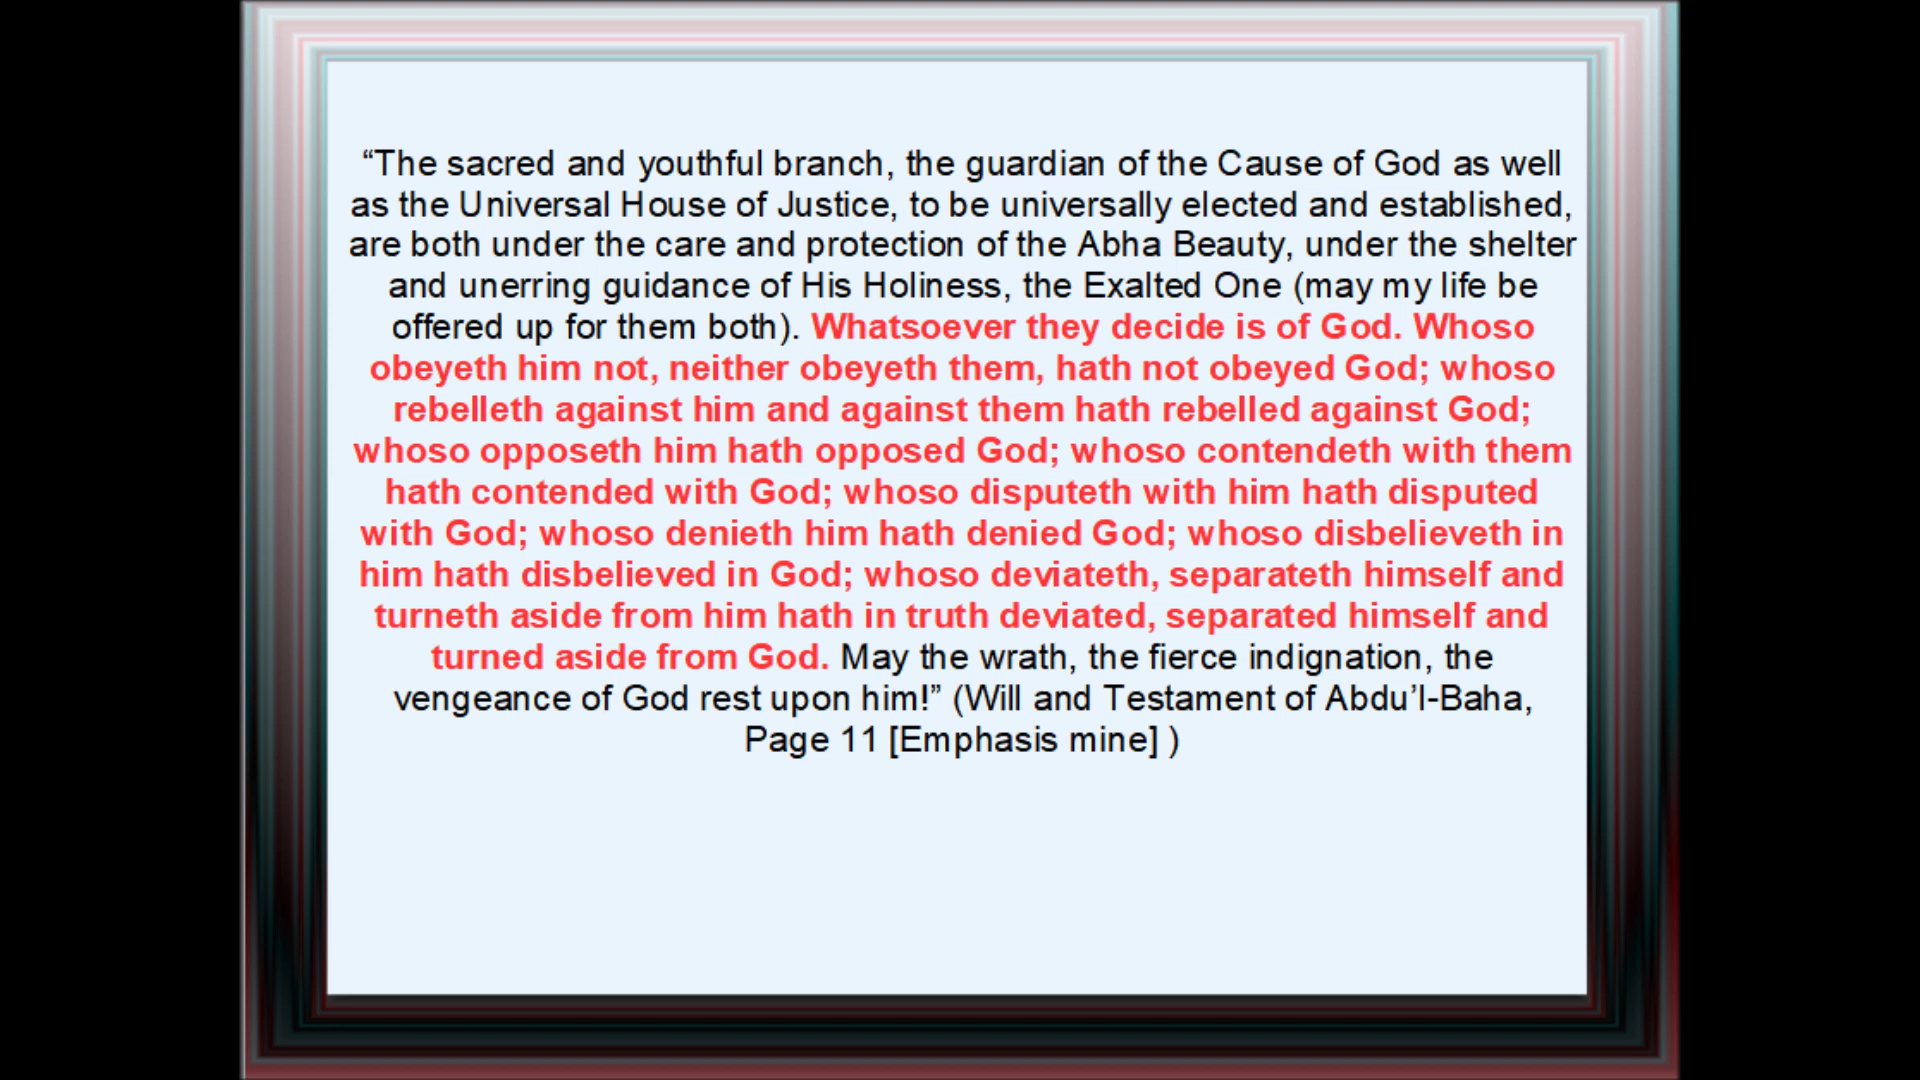 “The sacred and youthful branch, the guardian of the Cause of God as well
as the Universal House of Justice, to be universally elected and established,
are both under the care and protection of the Abha Beauty, under the shelter
and unerring guidance of His Holiness, the Exalted One (may my life be
offered up for them both). Whatsoever they decide is of God. Whoso
obeyeth him not, neither obeyeth them, hath not obeyed God; whoso
rebelleth against him and against them hath rebelled against God;
whoso opposeth him hath opposed God; whoso contendeth with them
hath contended with God; whoso disputeth with him hath disputed
with God; whoso denieth him hath denied God; whoso disbelieveth in
him hath disbelieved in God; whoso deviateth, separateth himself and
turneth aside from him hath in truth deviated, separated himself and
turned aside from God. May the wrath, the fierce indignation, the
vengeance of God rest upon him!” (Will and Testament of Abdu’l-Baha,
Page 11 [Emphasis mine] )